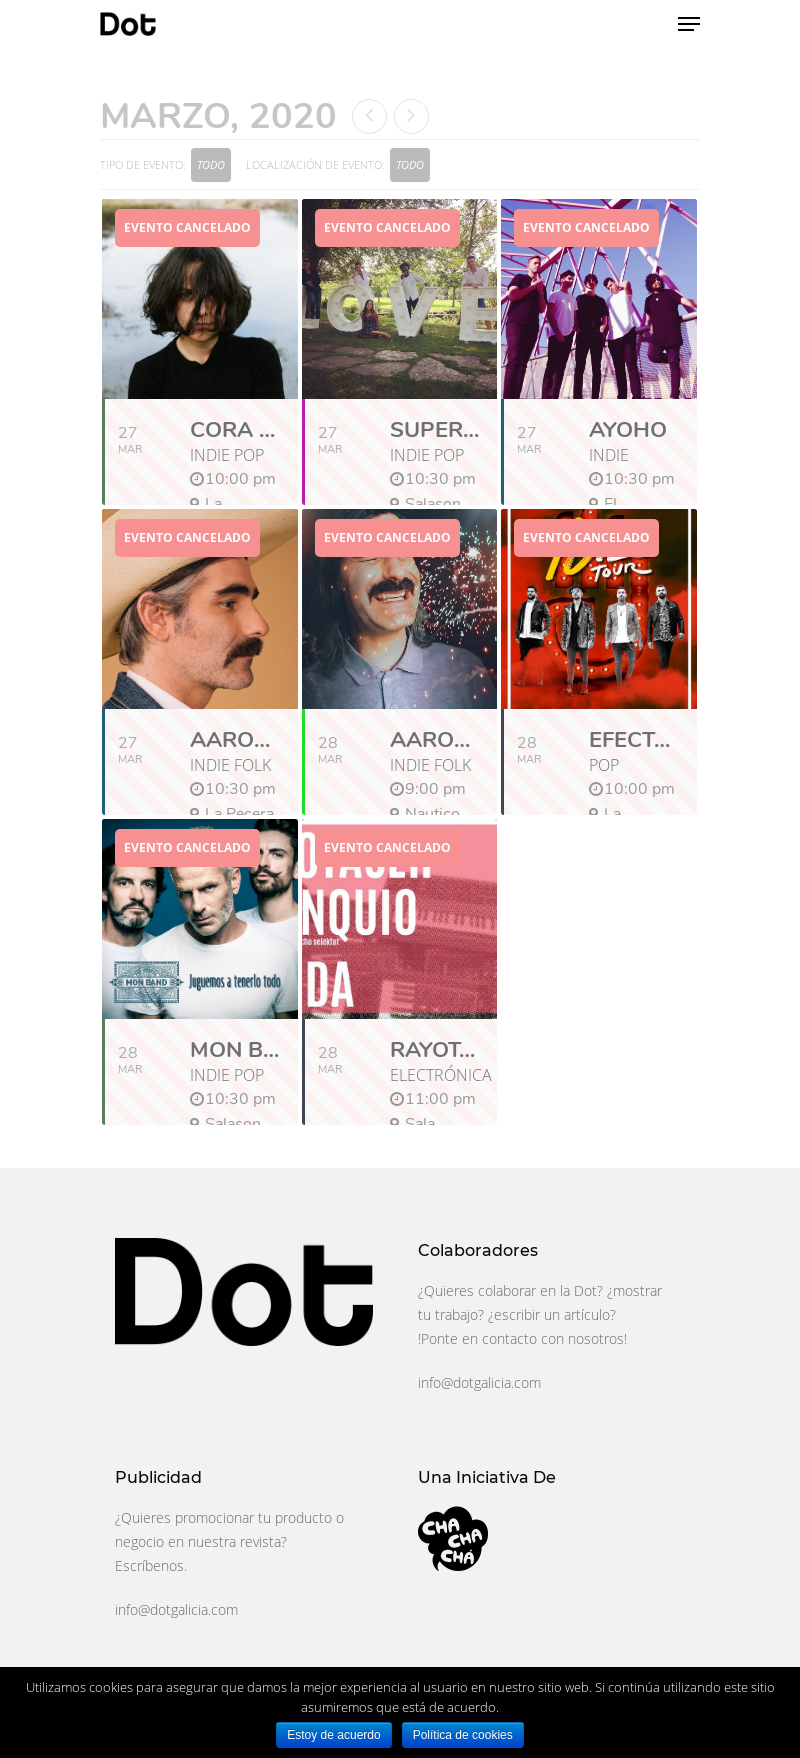 Dot
MARZO, 2020
TIPO DE EVENTO: TODO LOCALIZACIÓN DE EVENTO: TODO
EVENTO CANCELADO
LOVE
27
MAR
CORA ...
INDIE POP
10:00 pm
La
EVENTO CANCELADO
27
MAR
SUPER...
INDIE POP
10:30 pm
Salason
EVENTO CANCELADO
27
MAR
AYOHO
INDIE
10:30 pm
El
EVENTO CANCELADO
27
MAR
AARO...
INDIE FOLK
10:30 pm
La Pecera
EVENTO CANCELADO
28
MAR
AARO...
INDIE FOLK
9:00 pm
Nautico
EVENTO CANCELADO
10
Tour
28
MAR
EFECT...
POP
10:00 pm
La
EVENTO CANCELADO
MON BAND
Juguemos a tenerlo todo
28
MAR
MON B...
INDIE POP
10:30 pm
Salason
EVENTO CANCELADO
NQUIO
cho selektor
DA
28
MAR
RAYOT...
ELECTRÓNICA
11:00 pm
Sala
Dot
Colaboradores
¿Quieres colaborar en la Dot? ¿mostrar
tu trabajo? ¿escribir un artículo?
!Ponte en contacto con nosotros!
info@dotgalicia.com
Publicidad
¿Quieres promocionar tu producto o
negocio en nuestra revista?
Escríbenos.
info@dotgalicia.com
Una Iniciativa De
CHA
CHA
CHÁ
Utilizamos cookies para asegurar que damos la mejor experiencia al usuario en nuestro sitio web. Si continúa utilizando este sitio
asumiremos que está de acuerdo.
Estoy de acuerdo Política de cookies